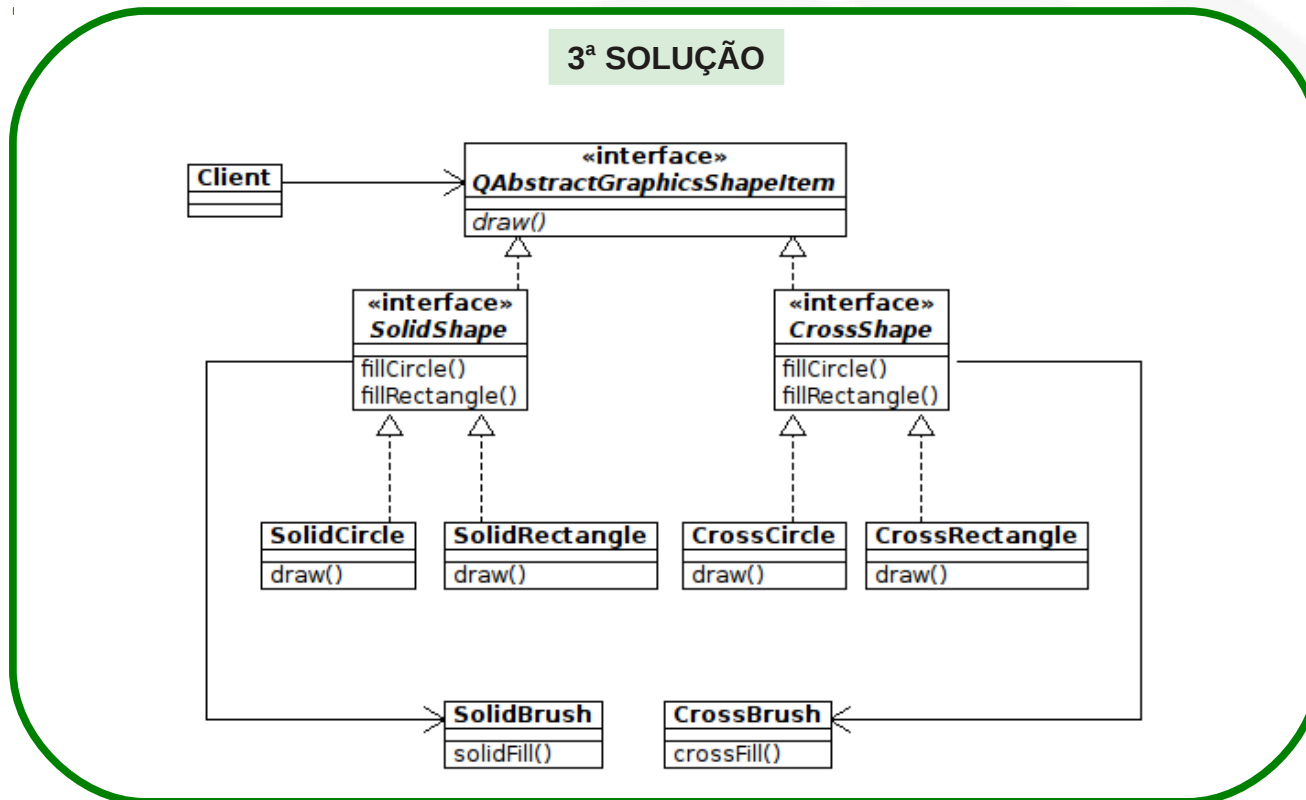 3ª SOLUÇÃO
Client
«interface»
QAbstractGraphicsShapeItem
draw()
«interface»
SolidShape
fillCircle()
fillRectangle()
«interface»
CrossShape
fillCircle()
fillRectangle()
SolidCircle
draw()
SolidRectangle
draw()
CrossCircle
draw()
CrossRectangle
draw()
SolidBrush
solidFill()
CrossBrush
crossFill()